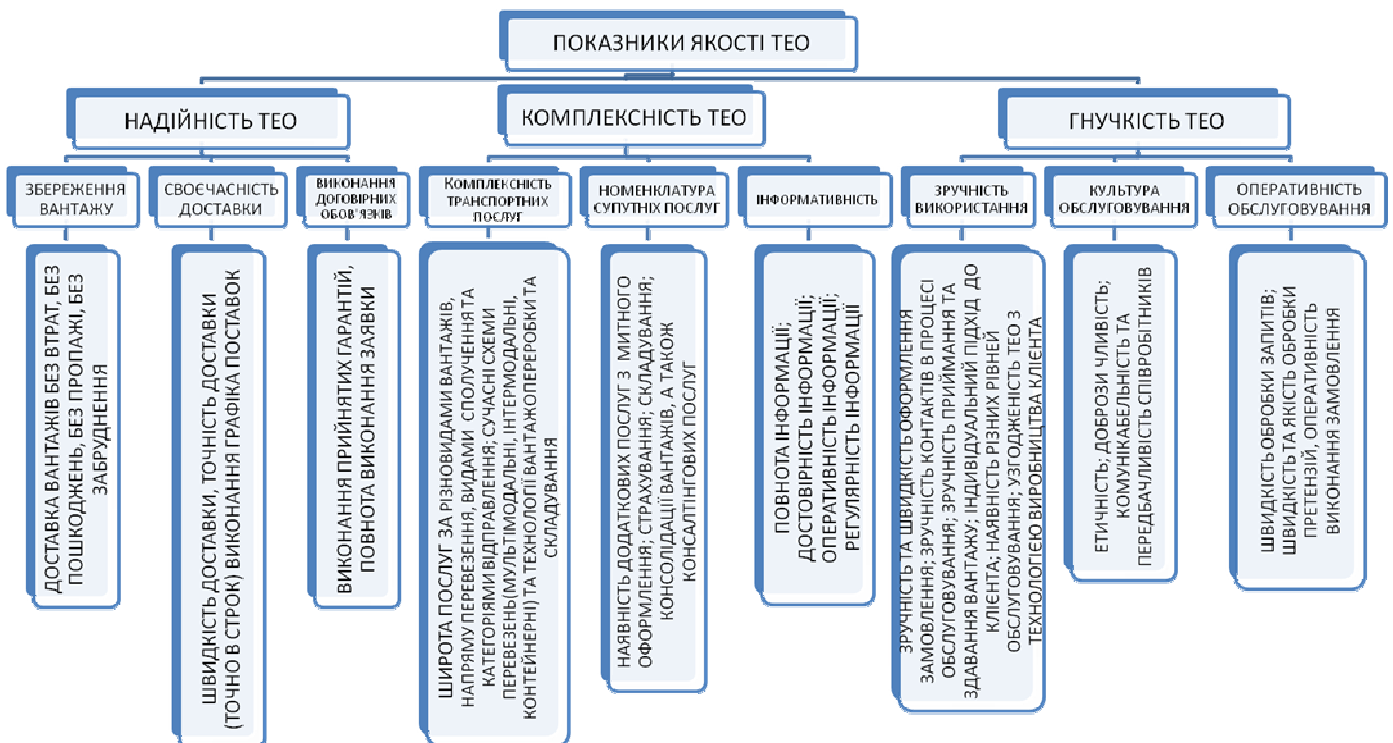 ПОКАЗНИКИ ЯКОСТІ ТЕО
НАДІЙНІСТЬ ТЕО
КОМПЛЕКСНІСТЬ ТЕО
ГНУЧКІСТЬ ТЕО
ЗБЕРЕЖЕННЯ
ВАНТАЖУ
СВОЄЧАСНІСТЬ
ДОСТАВКИ
ВИКОНАННЯ
ДОГОВІРНИХ
ОБОВ'ЯЗКІВ
КОМПЛЕКСНІСТЬ
ТРАНСПОРТНИХ
ПОСЛУГ
НОМЕНКЛАТУРА
СУПУТНІХ ПОСЛУГ
ІНФОРМАТИВНІСТЬ
ЗРУЧНІСТЬ
ВИКОРИСТАННЯ
КУЛЬТУРА
ОБСЛУГОВУВАННЯ
ОПЕРАТИВНІСТЬ
ОБСЛУГОВУВАННЯ
ДОСТАВКА ВАНТАЖІВ БЕЗ ВТРАТ, БЕЗ
ПОШКОДЖЕНЬ, БЕЗ ПРОПАЖІ, БЕЗ
ЗАБРУДНЕННЯ
ШВИДКІСТЬ ДОСТАВКИ, ТОЧНІСТЬ ДОСТАВКИ
(ТОЧНО В СТРОК) ВИКОНАННЯ ГРАФІКА ПОСТАВОК
ВИКОНАННЯ ПРИЙНЯТИХ ГАРАНТІЙ,
ПОВНОТА ВИКОНАННЯ ЗАЯВКИ
ШИРОТА ПОСЛУГ ЗА РІЗНОВИДАМИ ВАНТАЖІВ,
НАПРЯМУ ПЕРЕВЕЗЕННЯ, ВИДАМИ СПОЛУЧЕННЯ ТА
КАТЕГОРІЯМИ ВІДПРАВЛЕННЯ; СУЧАСНІ СХЕМИ
ПЕРЕВЕЗЕНЬ (МУЛЬТІМОДАЛЬНІ, ІНТЕРМОДАЛЬНІ,
КОНТЕЙНЕРНІ) ТА ТЕХНОЛОГІЇ ВАНТАЖОПЕРЕРОБКИ ТА
СКЛАДУВАННЯ
НАЯВНІСТЬ ДОДАТКОВИХ ПОСЛУГ З МИТНОГО
ОФОРМЛЕННЯ; СТРАХУВАННЯ; СКЛАДУВАННЯ;
КОНСОЛІДАЦІЇ ВАНТАЖІВ, А ТАКОЖ
КОНСАЛТІНГОВИХ ПОСЛУГ
ПОВНОТА ІНФОРМАЦІЇ;
ДОСТОВІРНІСТЬ ІНФОРМАЦІЇ;
ОПЕРАТИВНІСТЬ ІНФОРМАЦІЇ;
РЕГУЛЯРНІСТЬ ІНФОРМАЦІЇ
ЗРУЧНІСТЬ ТА ШВИДКІСТЬ ОФОРМЛЕННЯ
ЗАМОВЛЕННЯ; ЗРУЧНІСТЬ КОНТАКТІВ В ПРОЦЕСІ
ОБСЛУГОВУВАННЯ; ЗРУЧНІСТЬ ПРИЙМАННЯ ТА
ЗДАВАННЯ ВАНТАЖУ; ІНДИВІДУАЛЬНИЙ ПІДХІД ДО
КЛІЄНТА; НАЯВНІСТЬ РІЗНИХ РІВНЕЙ
ОБСЛУГОВУВАННЯ; УЗГОДЖЕНІСТЬ ТЕО З
ТЕХНОЛОГІЄЮ ВИРОБНИЦТВА КЛІЄНТА
ЕТИЧНІСТЬ; ДОБРОЗИ ЧЛИВІСТЬ;
КОМУНІКАБЕЛЬНІСТЬ ТА
ПЕРЕДБАЧЛИВІСТЬ СПІВРОБІТНИКІВ
ШВИДКІСТЬ ОБРОБКИ ЗАПИТІВ;
ШВИДКІСТЬ ТА ЯКІСТЬ ОБРОБКИ
ПРЕТЕНЗІЙ, ОПЕРАТИВНІСТЬ
ВИКОНАННЯ ЗАМОВЛЕННЯ